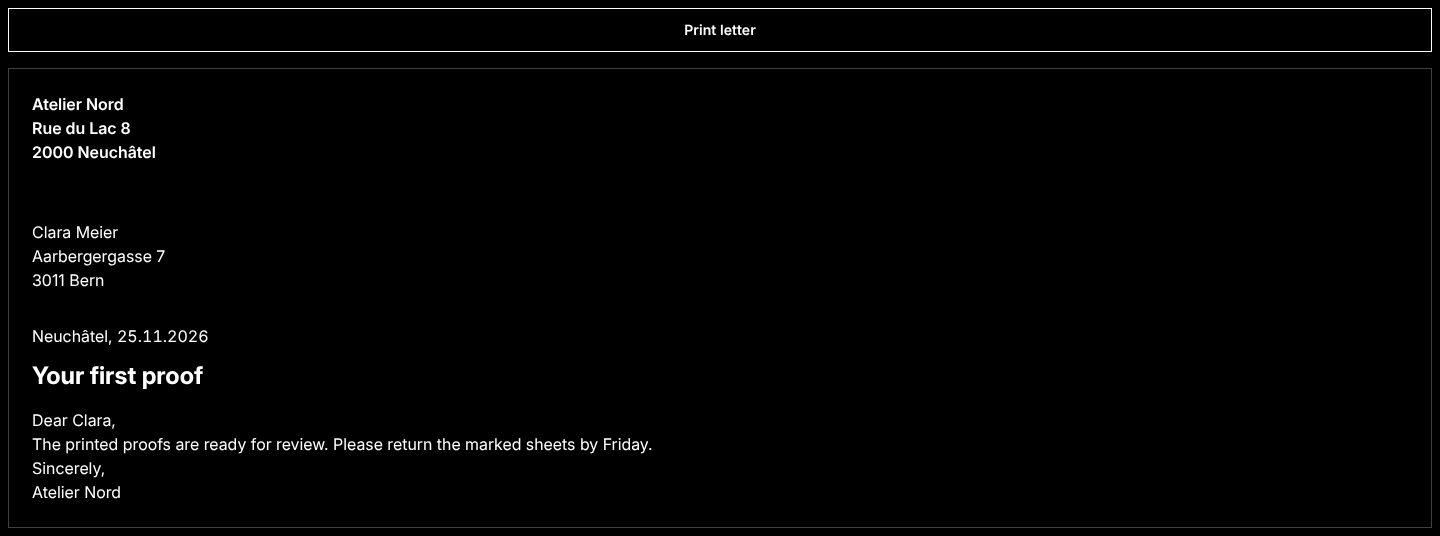 Print letter
Atelier Nord
Rue du Lac 8
2000 Neuchâtel
Clara Meier
Aarbergergasse 7
3011 Bern
Neuchâtel, 25.11.2026
Your first proof
Dear Clara,
The printed proofs are ready for review. Please return the marked sheets by Friday.
Sincerely,
Atelier Nord